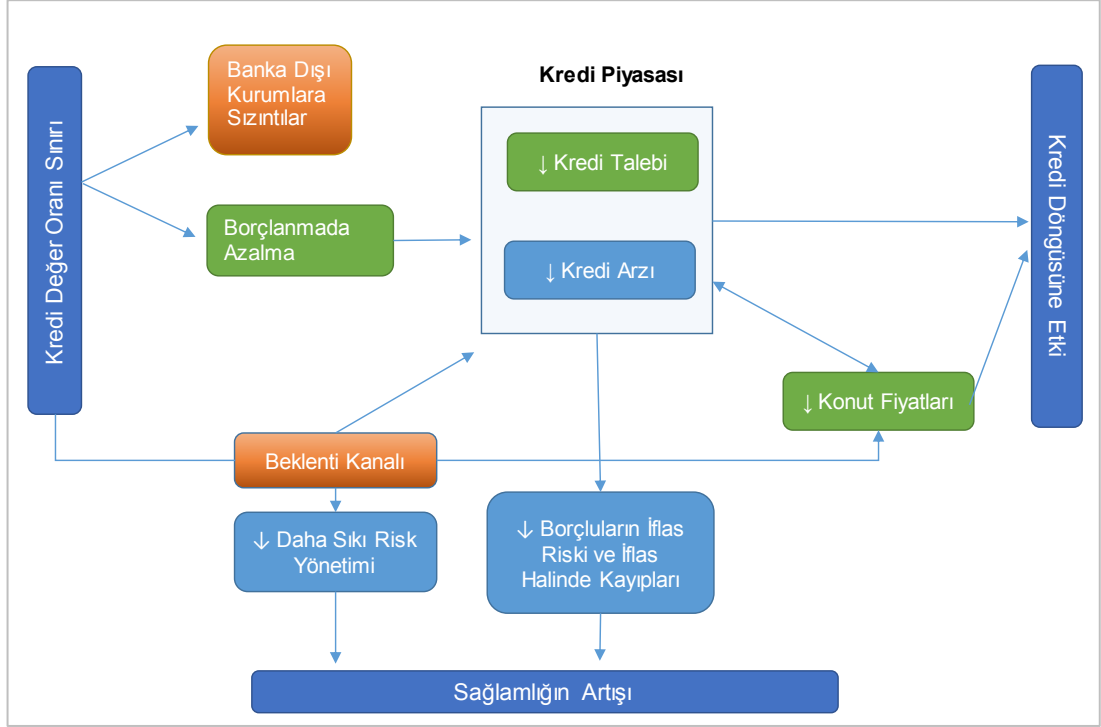 Kredi Değer Oranı Sınırı
Banka Dışı
Kurumlara
Sızıntılar
Borçlanmada
Azalma
Kredi Piyasası
↓ Kredi Talebi
↓ Kredi Arzı
Kredi Döngüsüne Etki
↓ Konut Fiyatları
Beklenti Kanalı
↓ Daha Sıkı Risk
Yönetimi
↓ Borçluların İflas
Riski ve İflas
Halinde Kayıpları
Sağlamlığın Artışı